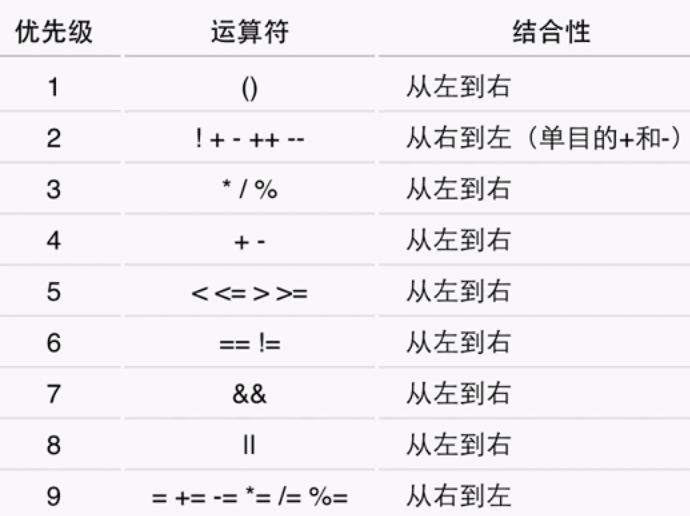 优先级 运算符 结合性
1 () 从左到右
2 ! + - ++ -- 从右到左（单目的+和-）
3 * / % 从左到右
4 + - 从左到右
5 < <= > >= 从左到右
6 == != 从左到右
7 && 从左到右
8 || 从左到右
9 = += -= *= /= %= 从右到左